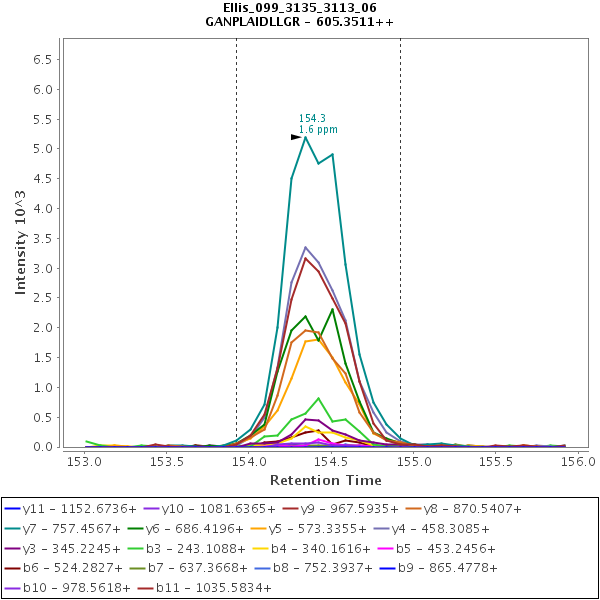 Ellis_099_3135_3113_06
GANPLAIDLLGR - 605.3511++
6.5
6.0
5.5
5.0
4.5
4.0
3.5
3.0
2.5
2.0
1.5
1.0
0.5
0.0
Intensity 10^3
154.3
1.6 ppm
153.0 153.5 154.0 154.5 155.0 155.5 156.0
Retention Time
y11 - 1152.6736+ y10 - 1081.6365+ y9 - 967.5935+ y8 - 870.5407+
y7 - 757.4567+ y6 - 686.4196+ y5 - 573.3355+ y4 - 458.3085+
y3 - 345.2245+ b3 - 243.1088+ b4 - 340.1616+ b5 - 453.2456+
b6 - 524.2827+ b7 - 637.3668+ b8 - 752.3937+ b9 - 865.4778+
b10 - 978.5618+ b11 - 1035.5834+